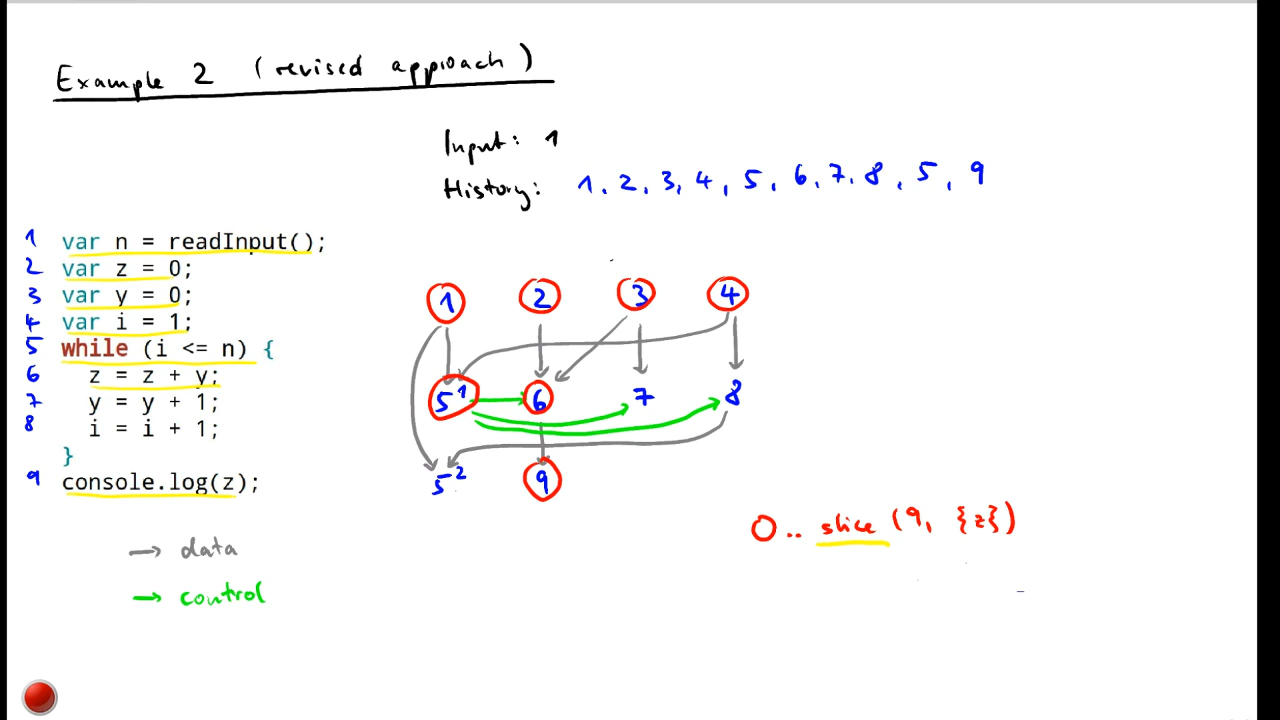 Example 2 (revised approach)
Input: 1
History: 1, 2, 3, 4, 5, 6, 7, 8, 5, 9
1 var n = readInput();
2 var z = 0;
3 var y = 0;
4 var i = 1;
5 while (i <= n) {
6 z = z + y;
7 y = y + 1;
8 i = i + 1;
}
9 console.log(z);
1 2 3 4
5¹ 6 7 8
5² 9
O.. slice (9, {z})
→ data
→ control